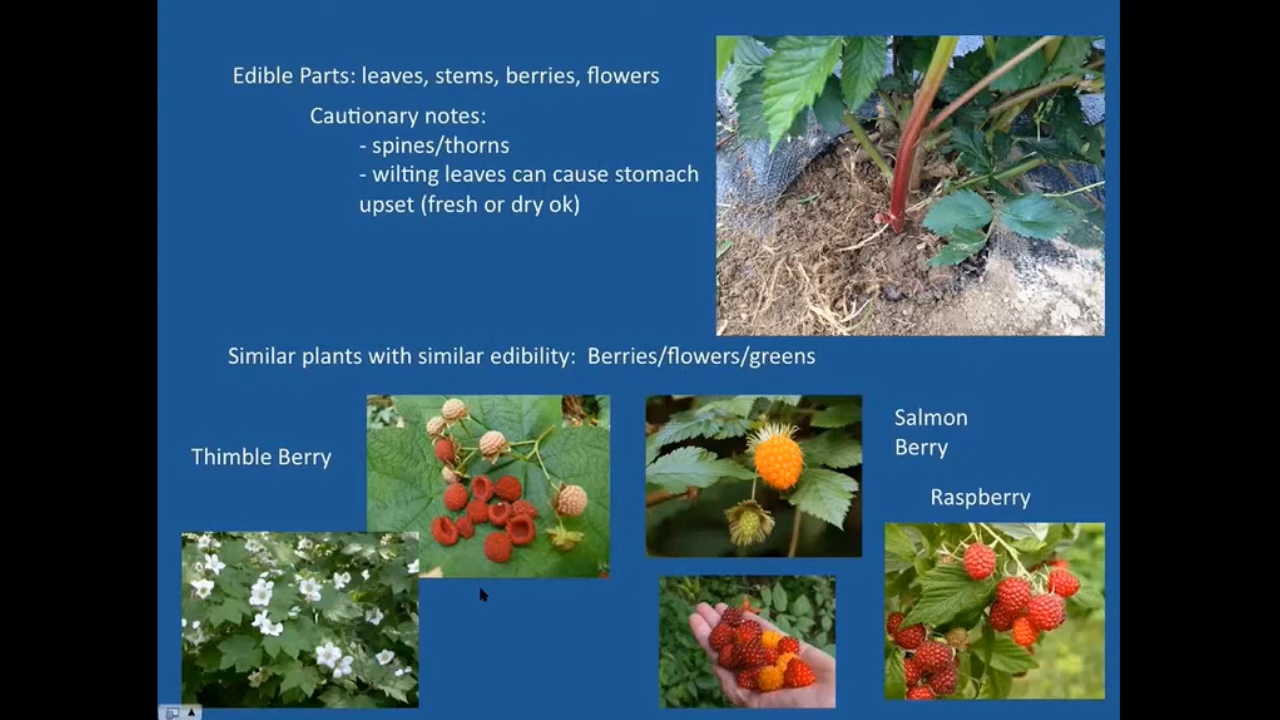 Edible Parts: leaves, stems, berries, flowers
Cautionary notes:
- spines/thorns
- wilting leaves can cause stomach
upset (fresh or dry ok)
Similar plants with similar edibility:  Berries/flowers/greens
Thimble Berry
Salmon
Berry
Raspberry